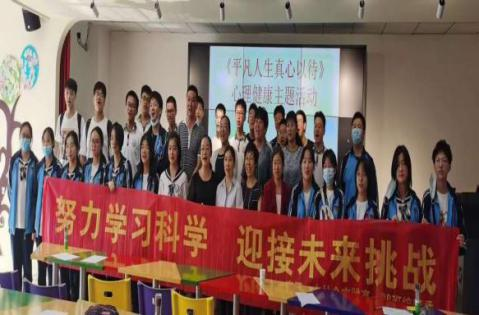 《平凡人生真心以待》
心理健康主题活动
努力学习科学 迎接未来挑战